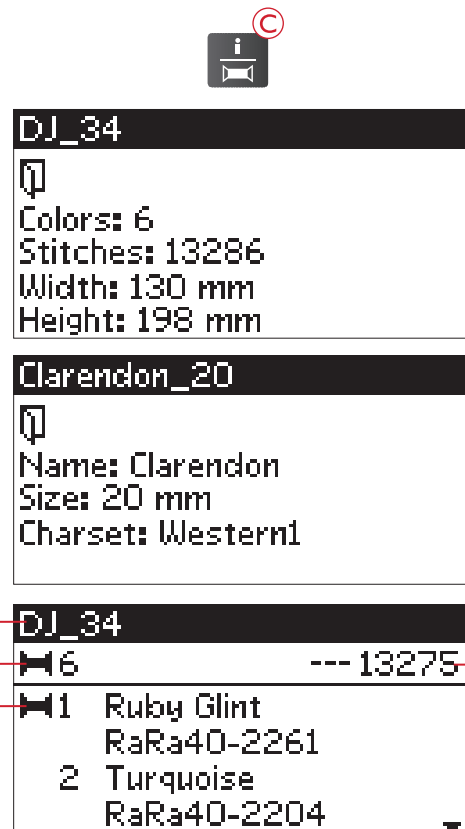 C
i
DJ_34
Colors: 6
Stitches: 13286
Width: 130 mm
Height: 198 mm
Clarendon_20
Name: Clarendon
Size: 20 mm
Charset: Western1
DJ_34
6 --- 13275
1 Ruby Glint
RaRa40-2261
2 Turquoise
RaRa40-2204